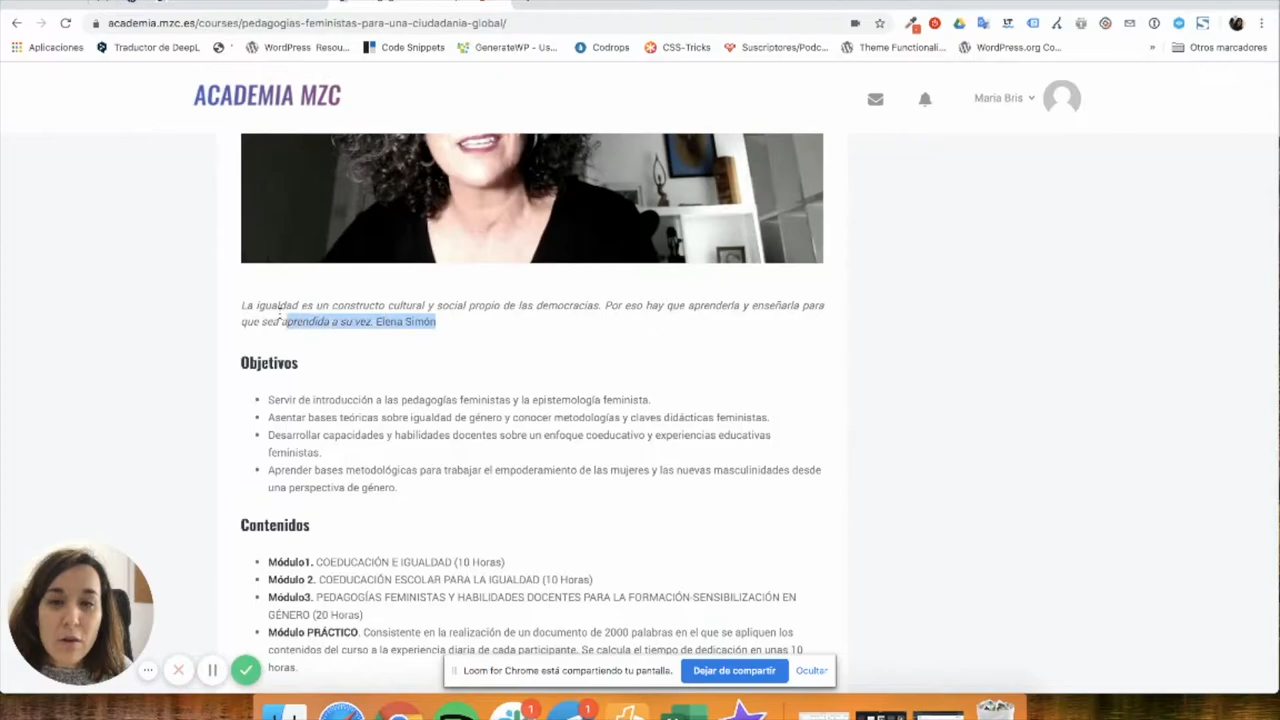 academia.mzc.es/courses/pedagogias-feministas-para-una-ciudadania-global/
Aplicaciones
Traductor de DeepL
WordPress Resou...
Code Snippets
GenerateWP - Us...
Codrops
CSS-Tricks
Suscriptores/Podc...
Theme Functionali...
WordPress.org Co...
»
Otros marcadores
ACADEMIA MZC
Maria Bris
La igualdad es un constructo cultural y social propio de las democracias. Por eso hay que aprenderla y enseñarla para
que sea aprendida a su vez. Elena Simón
Objetivos
Servir de introducción a las pedagogías feministas y la epistemología feminista.
Asentar bases teóricas sobre igualdad de género y conocer metodologías y claves didácticas feministas.
Desarrollar capacidades y habilidades docentes sobre un enfoque coeducativo y experiencias educativas
feministas.
Aprender bases metodológicas para trabajar el empoderamiento de las mujeres y las nuevas masculinidades desde
una perspectiva de género.
Contenidos
Módulo1. COEDUCACIÓN E IGUALDAD (10 Horas)
Módulo 2. COEDUCACIÓN ESCOLAR PARA LA IGUALDAD (10 Horas)
Módulo3. PEDAGOGÍAS FEMINISTAS Y HABILIDADES DOCENTES PARA LA FORMACIÓN-SENSIBILIZACIÓN EN
GÉNERO (20 Horas)
Módulo PRÁCTICO. Consistente en la realización de un documento de 2000 palabras en el que se apliquen los
contenidos del curso a la experiencia diaria de cada participante. Se calcula el tiempo de dedicación en unas 10
horas.
Loom for Chrome está compartiendo tu pantalla.
Dejar de compartir
Ocultar
1
1